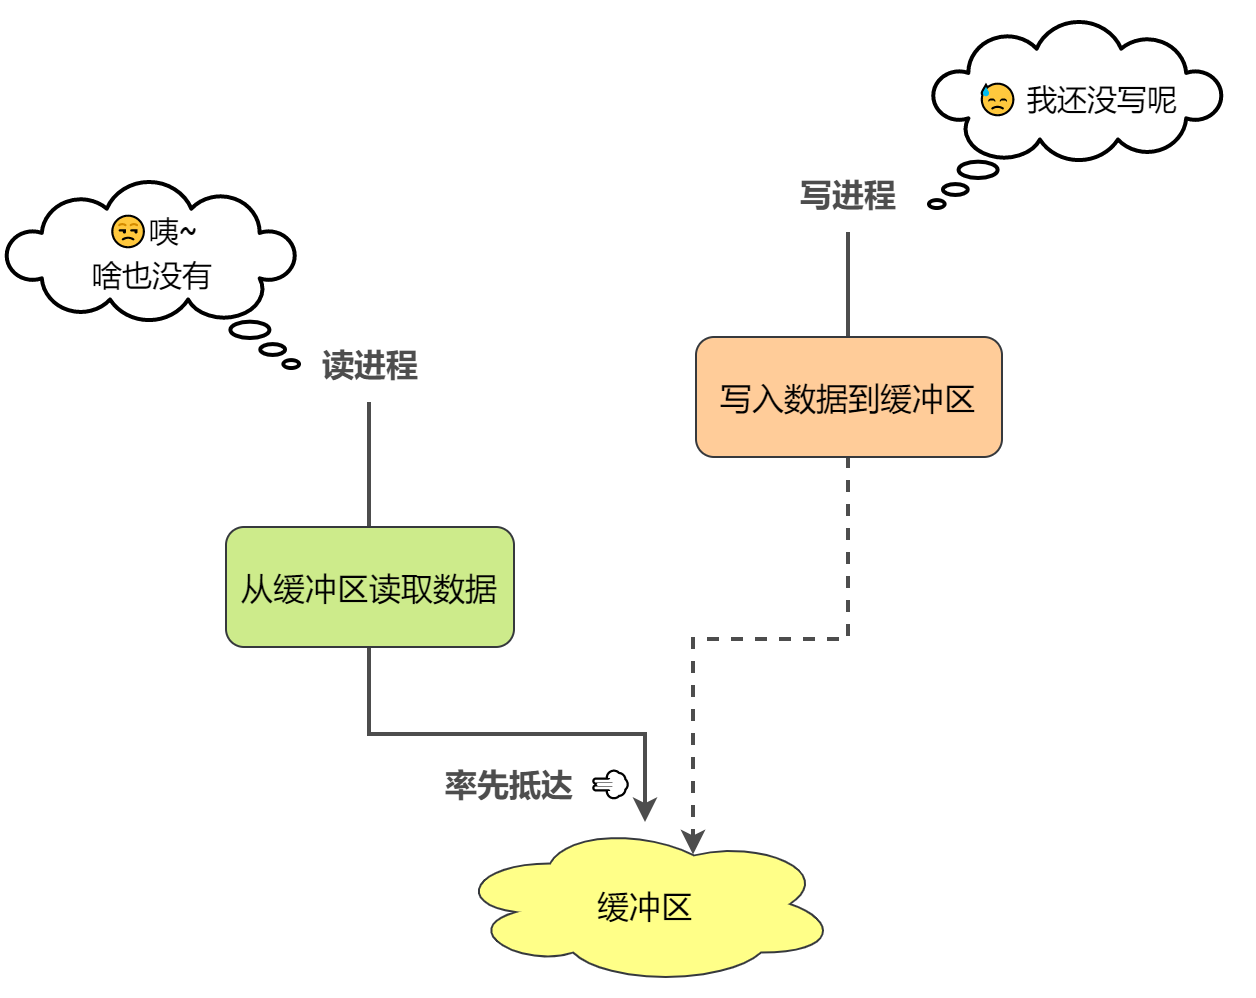 我还没写呢
写进程
咦~
啥也没有
读进程
写入数据到缓冲区
从缓冲区读取数据
率先抵达
缓冲区